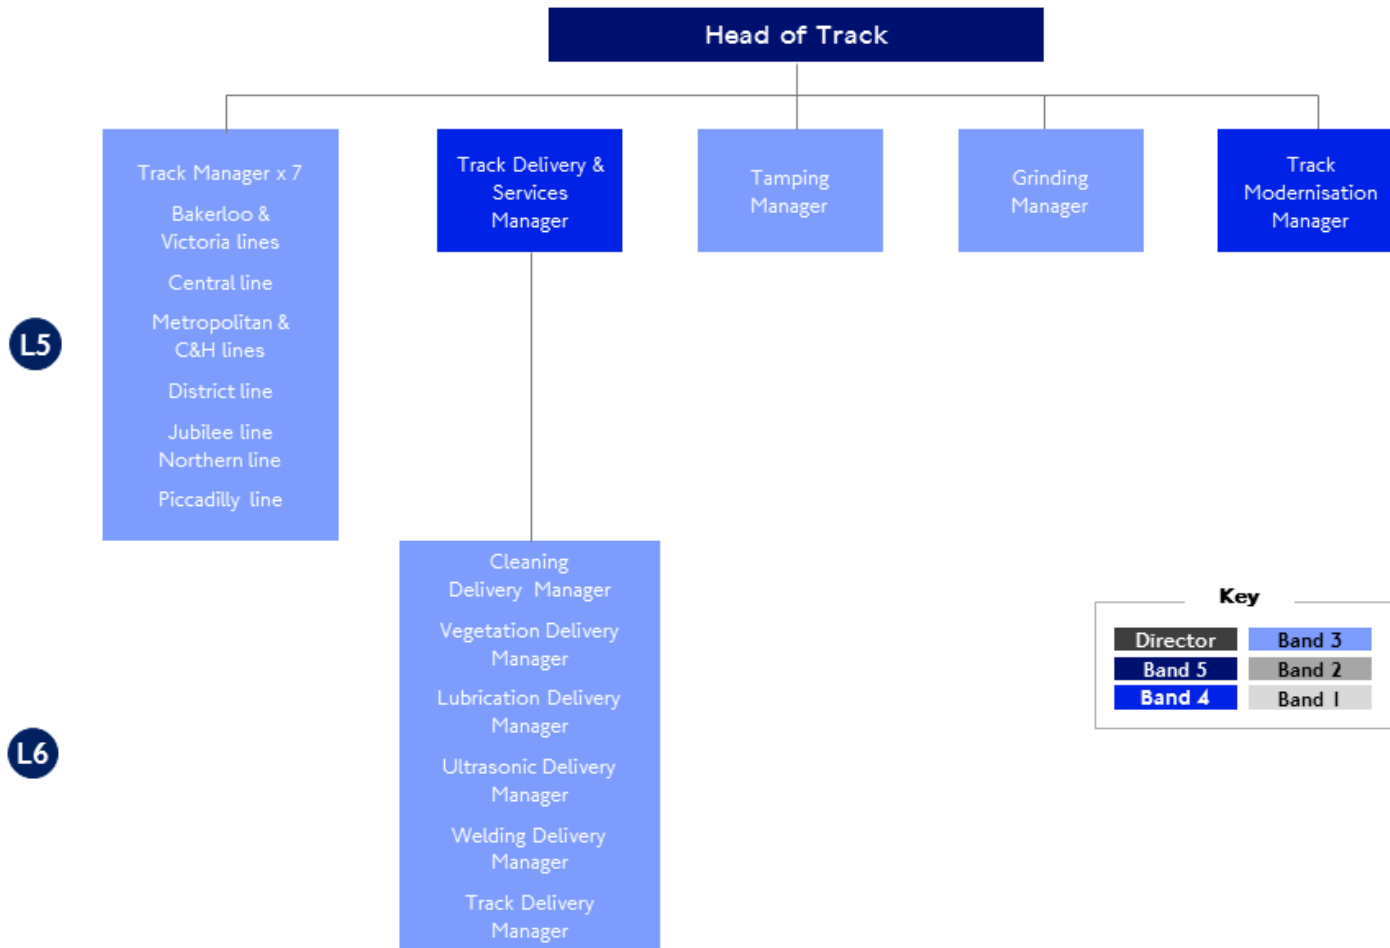 Head of Track
Track Manager x 7
Bakerloo &
Victoria lines
Central line
Metropolitan &
C&H lines
District line
Jubilee line
Northern line
Piccadilly line
Track Delivery &
Services
Manager
Tamping
Manager
Grinding
Manager
Track
Modernisation
Manager
L5
Cleaning
Delivery Manager
Vegetation Delivery
Manager
Lubrication Delivery
Manager
Ultrasonic Delivery
Manager
Welding Delivery
Manager
Track Delivery
Manager
L6
Key
Director
Band 3
Band 5
Band 2
Band 4
Band 1